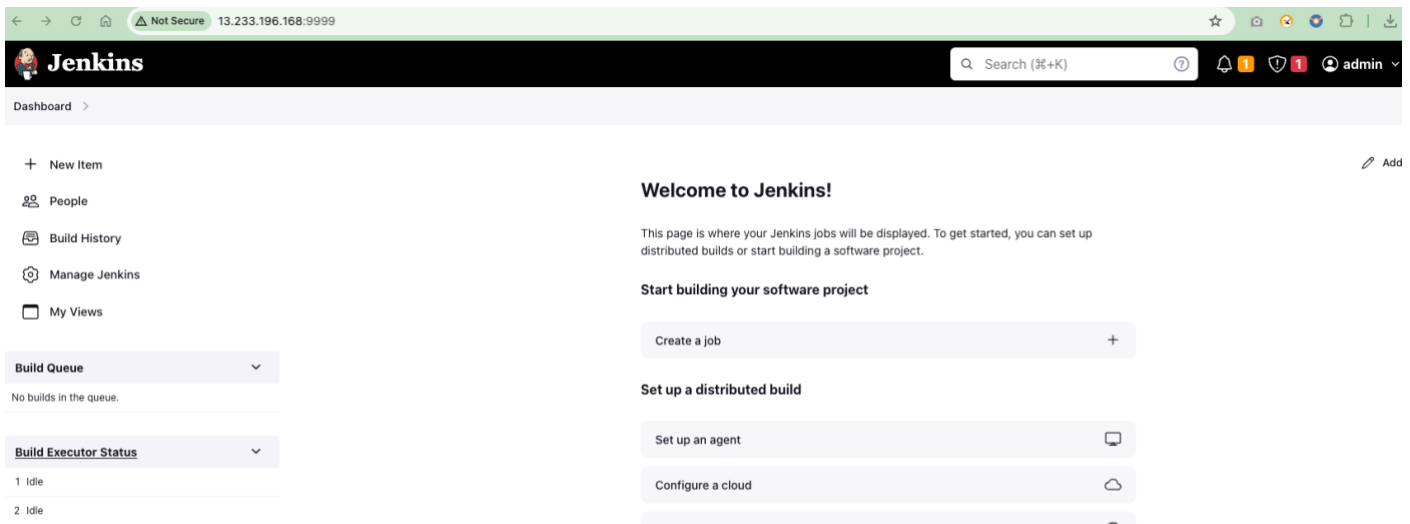 Not Secure 13.233.196.168:9999
Jenkins
Search (⌘+K)
1
1
admin
Dashboard
New Item
People
Build History
Manage Jenkins
My Views
Build Queue
No builds in the queue.
Build Executor Status
1 Idle
2 Idle
Add
Welcome to Jenkins!
This page is where your Jenkins jobs will be displayed. To get started, you can set up
distributed builds or start building a software project.
Start building your software project
Create a job
Set up a distributed build
Set up an agent
Configure a cloud